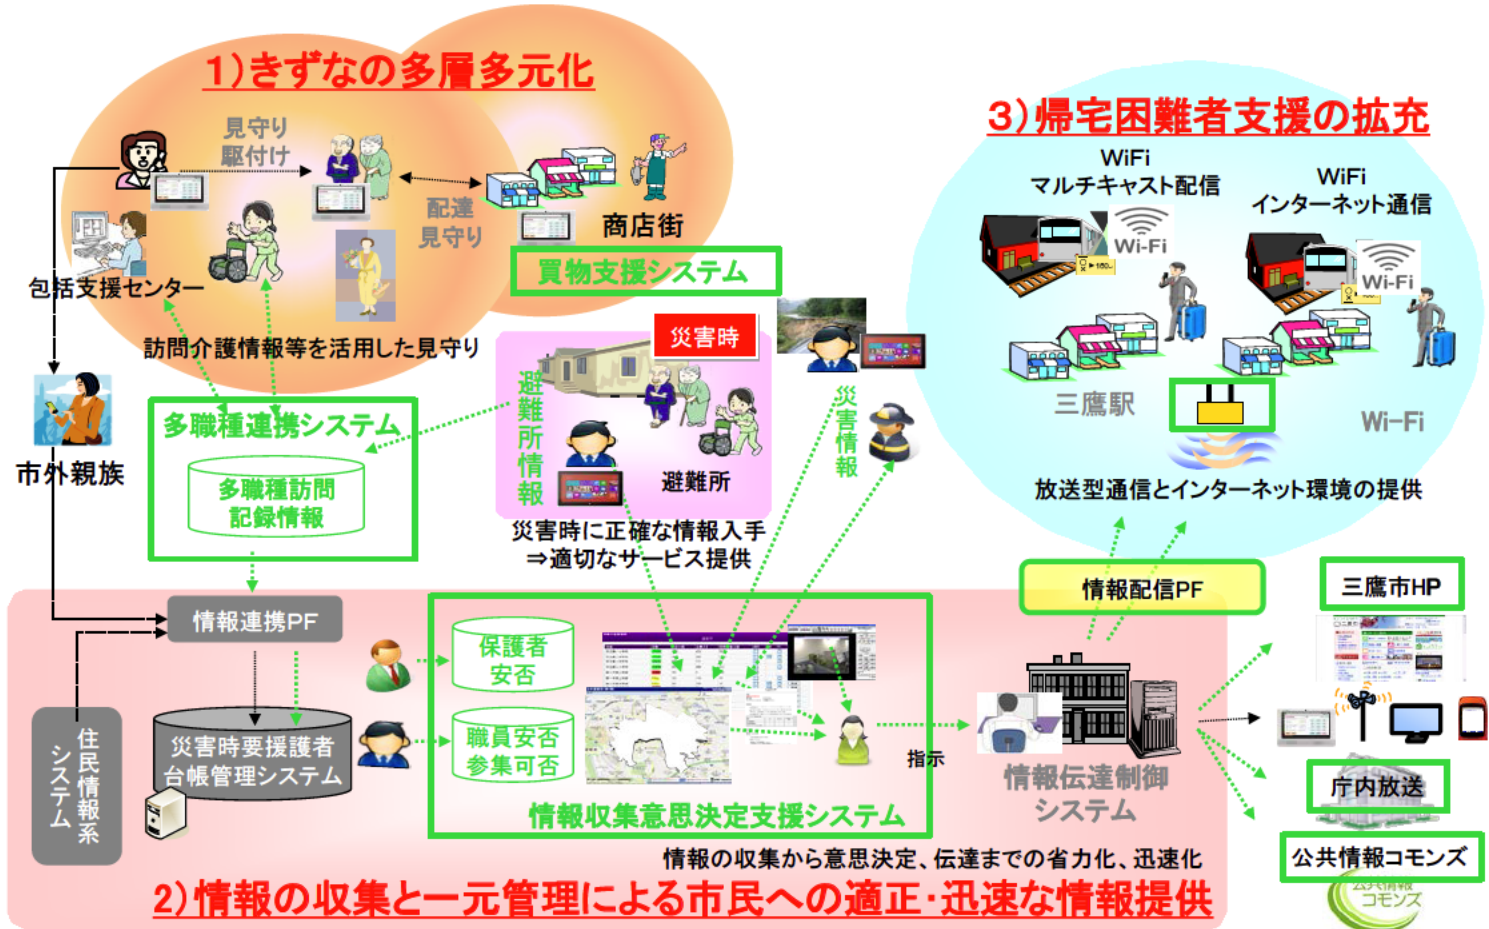 1)きずなの多層多元化
見守り
駆付け
配達
見守り
商店街
買物支援システム
包括支援センター
訪問介護情報等を活用した見守り
市外親族
多職種連携システム
多職種訪問
記録情報
災害時
避難所情報
避難所
災害時に正確な情報入手
⇒適切なサービス提供
災害情報
3)帰宅困難者支援の拡充
WiFi
マルチキャスト配信
WiFi
インターネット通信
Wi-Fi
Wi-Fi
三鷹駅
Wi-Fi
放送型通信とインターネット環境の提供
情報配信PF
三鷹市HP
情報連携PF
住民情報系
システム
災害時要援護者
台帳管理システム
保護者
安否
職員安否
参集可否
情報収集意思決定支援システム
指示
情報伝達制御
システム
庁内放送
公共情報コモンズ
公共情報
コモンズ
情報の収集から意思決定、伝達までの省力化、迅速化
2)情報の収集と一元管理による市民への適正・迅速な情報提供